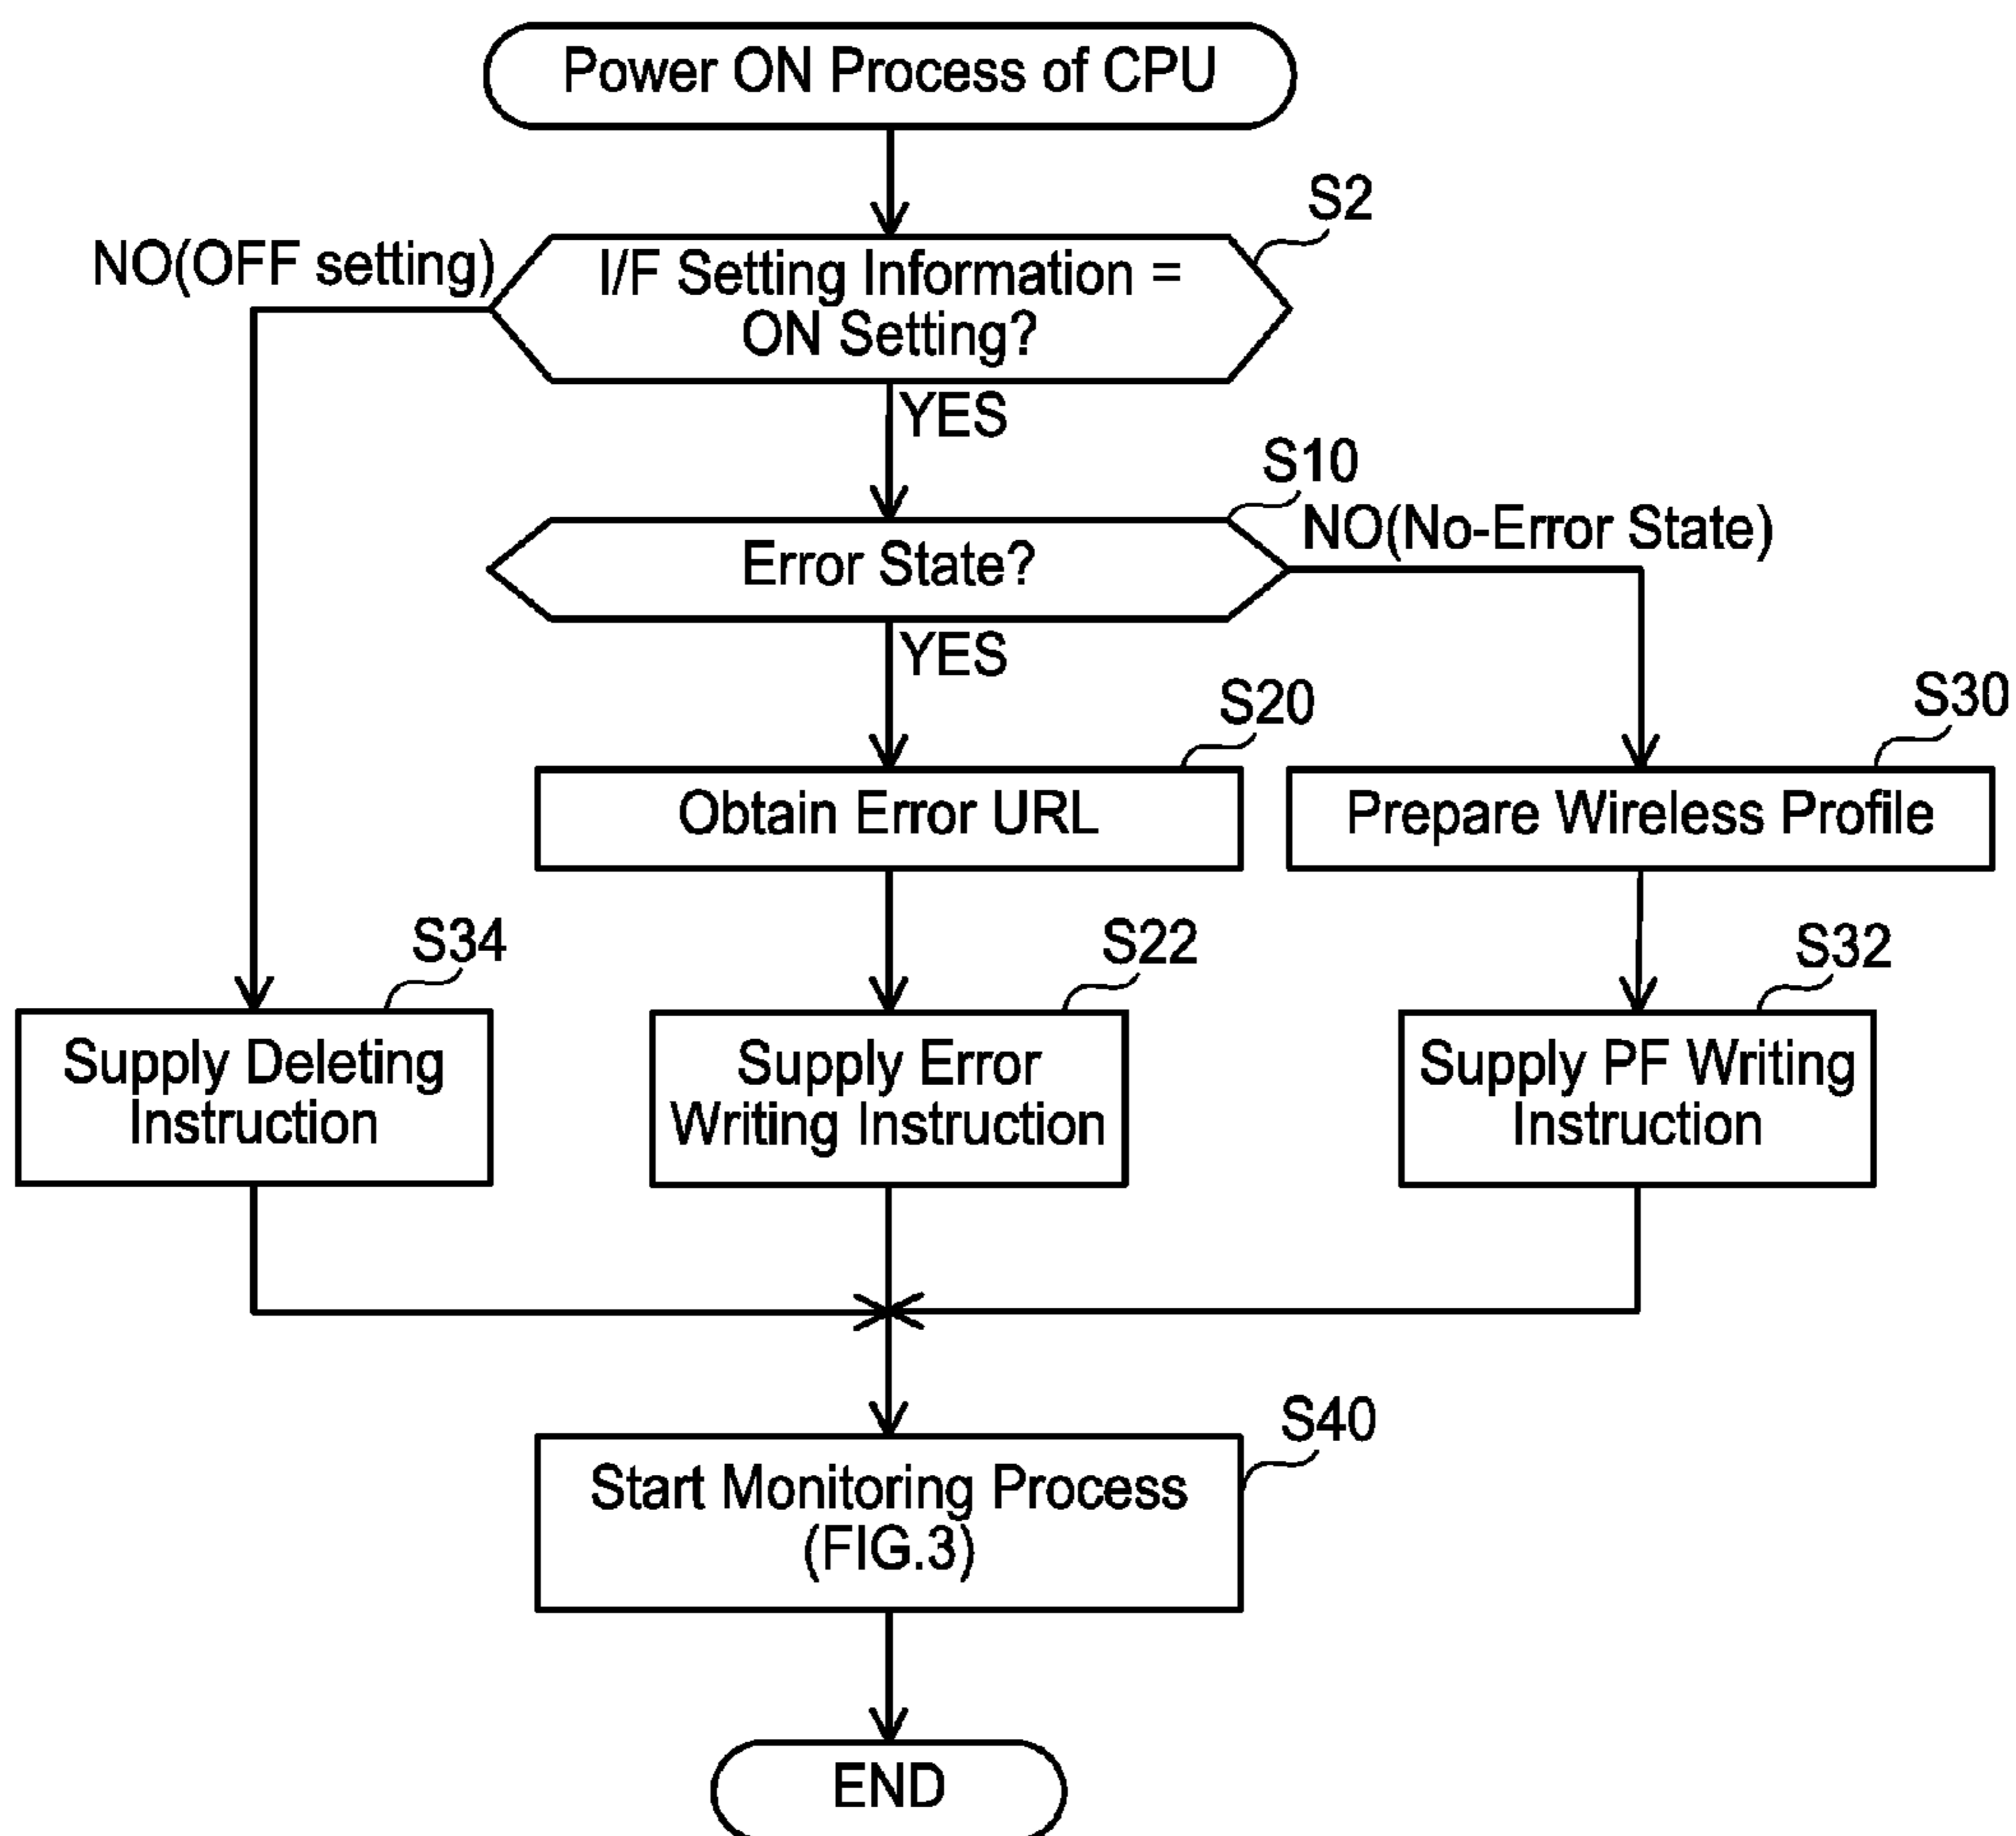 Power ON Process of CPU
S2
NO(OFF setting)
I/F Setting Information =
ON Setting?
YES
S10
NO(No-Error State)
Error State?
YES
S20
S30
Obtain Error URL
Prepare Wireless Profile
S34
S22
S32
Supply Deleting
Instruction
Supply Error
Writing Instruction
Supply PF Writing
Instruction
S40
Start Monitoring Process
(FIG.3)
END